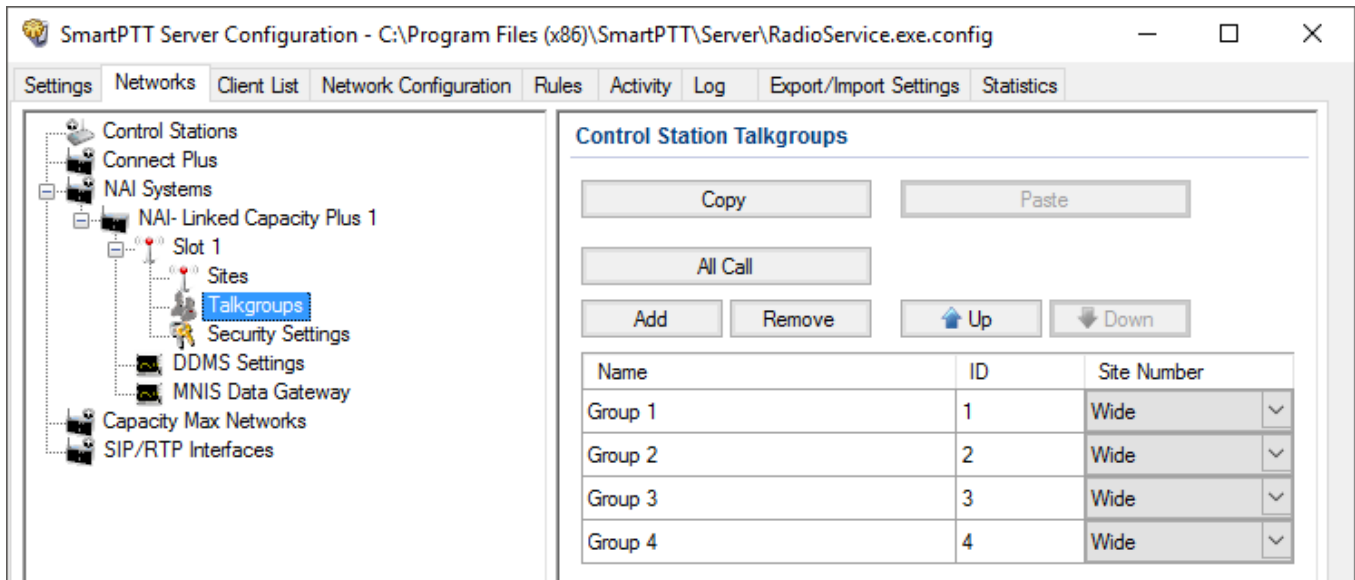 SmartPTT Server Configuration - C:\Program Files (x86)\SmartPTT\Server\RadioService.exe.config
Settings Networks Client List Network Configuration Rules Activity Log Export/Import Settings Statistics
Control Stations
Connect Plus
NAI Systems
NAI- Linked Capacity Plus 1
Slot 1
Sites
Talkgroups
Security Settings
DDMS Settings
MNIS Data Gateway
Capacity Max Networks
SIP/RTP Interfaces
Control Station Talkgroups
Copy Paste
All Call
Add Remove Up Down
Name ID Site Number
Group 1 1 Wide
Group 2 2 Wide
Group 3 3 Wide
Group 4 4 Wide